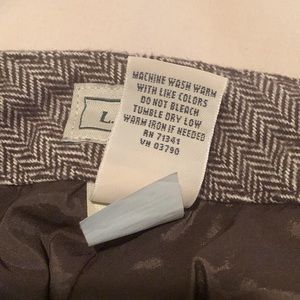 MACHINE WASH WARM
WITH LIKE COLORS
DO NOT BLEACH
TUMBLE DRY LOW
WARM IRON IF NEEDED
RN 71341
VN 03790